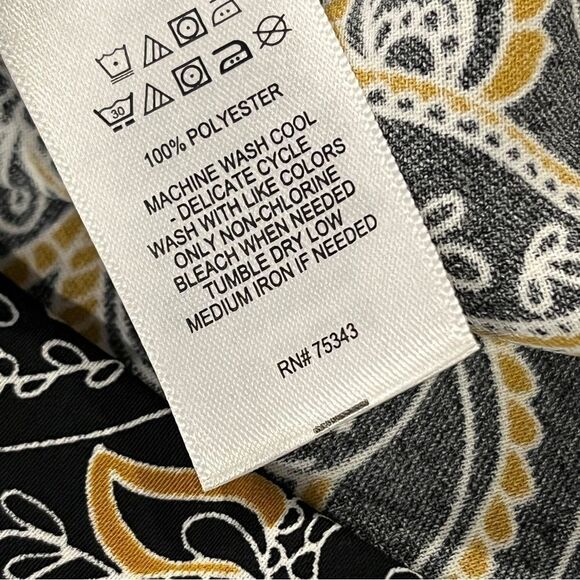 30
100% POLYESTER
MACHINE WASH COOL
- DELICATE CYCLE
WASH WITH LIKE COLORS
ONLY NON-CHLORINE
BLEACH WHEN NEEDED
TUMBLE DRY LOW
MEDIUM IRON IF NEEDED
RN# 75343